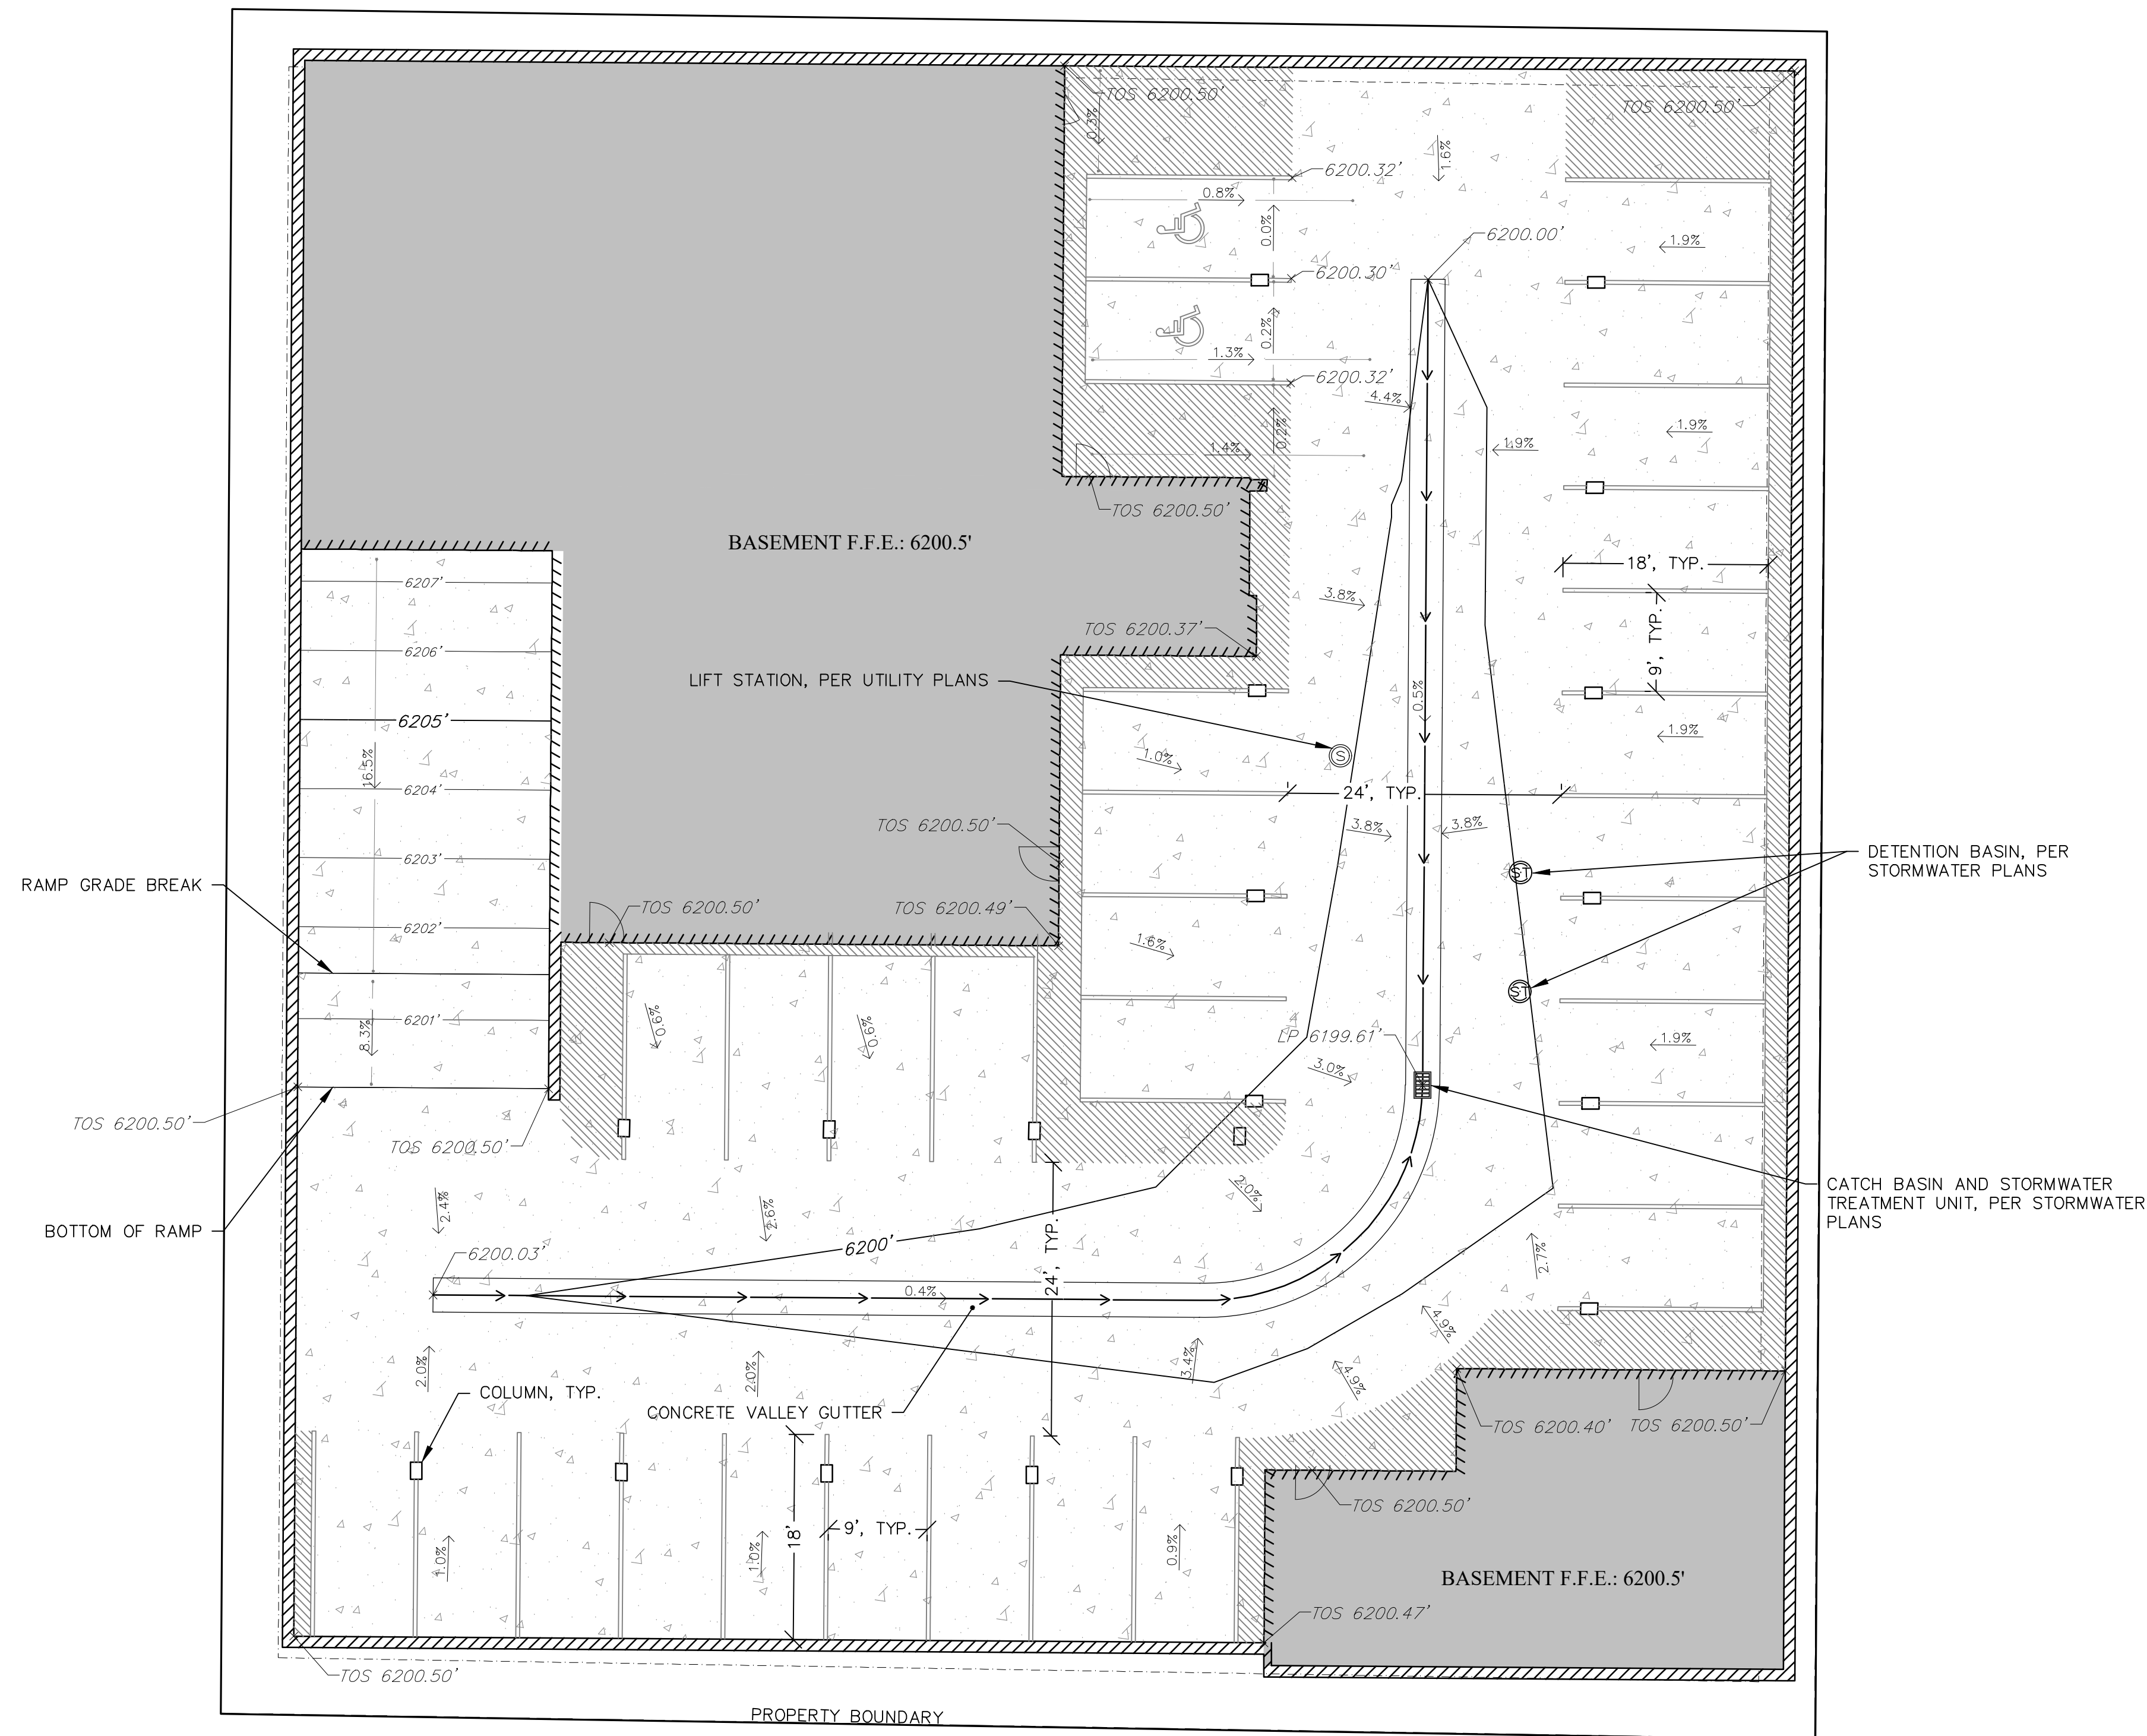 TOS 6200.50'
TOS 6200.50'
0.3%
1.6%
6200.32'
0.8%
0.0%
6200.00'
1.9%
6200.30'
0.2%
1.3%
6200.32'
4.4%
0.2%
1.4%
1.9%
1.9%
TOS 6200.50'
BASEMENT F.F.E.: 6200.5'
18', TYP.
6207'
3.8%
9', TYP.
TOS 6200.37'
6206'
LIFT STATION, PER UTILITY PLANS
0.5%
6205'
S
1.0%
1.9%
16.5%
6204'
24', TYP.
TOS 6200.50'
3.8%
3.8%
DETENTION BASIN, PER
STORMWATER PLANS
6203'
ST
RAMP GRADE BREAK
TOS 6200.50'
TOS 6200.49'
6202'
1.6%
ST
6201'
8.3%
0.6%
0.6%
LP 6199.61'
1.9%
3.0%
TOS 6200.50'
TOS 6200.50'
CATCH BASIN AND STORMWATER
TREATMENT UNIT, PER STORMWATER
PLANS
2.0%
2.4%
2.6%
BOTTOM OF RAMP
6200'
24', TYP.
6200.03'
2.7%
0.4%
4.9%
2.0%
2.0%
3.4%
4.9%
COLUMN, TYP.
CONCRETE VALLEY GUTTER
TOS 6200.40'
TOS 6200.50'
TOS 6200.50'
18'
9', TYP.
1.0%
1.0%
0.9%
BASEMENT F.F.E.: 6200.5'
TOS 6200.47'
TOS 6200.50'
PROPERTY BOUNDARY